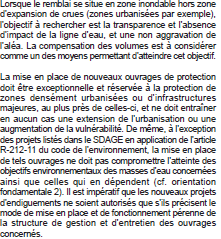 Lorsque le remblai se situe en zone inondable hors zone
d'expansion de crues (zones urbanisées par exemple),
l'objectif à rechercher est la transparence et l'absence
d'impact de la ligne d'eau, et une non aggravation de
l'aléa. La compensation des volumes est à considérer
comme un des moyens permettant d'atteindre cet objectif.
La mise en place de nouveaux ouvrages de protection
doit être exceptionnelle et réservée à la protection de
zones densément urbanisées ou d'infrastructures
majeures, au plus près de celles-ci, et ne doit entraîner
en aucun cas une extension de l'urbanisation ou une
augmentation de la vulnérabilité. De même, à l'exception
des projets listés dans le SDAGE en application de l'article
R-212-11 du code de l'environnement, la mise en place
de tels ouvrages ne doit pas compromettre l'atteinte des
objectifs environnementaux des masses d'eau concernées
ainsi que celles qui en dépendent (cf. orientation
fondamentale 2). Il est impératif que les nouveaux projets
d'endiguements ne soient autorisés que s'ils précisent le
mode de mise en place et de fonctionnement pérenne de
la structure de gestion et d'entretien des ouvrages
concernés.